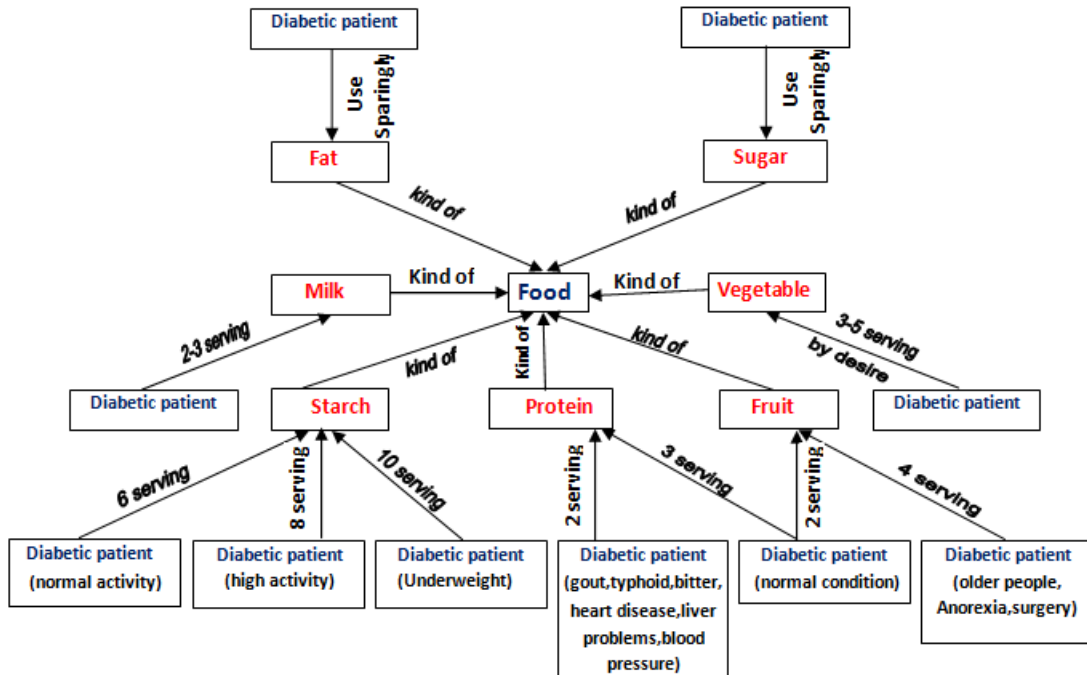 Diabetic patient
Diabetic patient
Use
Sparingly
Use
Sparingly
Fat
Sugar
kind of
kind of
Milk
Kind of
Food
Kind of
Vegetable
2-3 serving
kind of
Kind of
kind of
3-5 serving
by desire
Diabetic patient
Starch
Protein
Fruit
Diabetic patient
6 serving
8 serving
10 serving
2 serving
3 serving
2 serving
4 serving
Diabetic patient
(normal activity)
Diabetic patient
(high activity)
Diabetic patient
(Underweight)
Diabetic patient
(gout,typhoid,bitter,
heart disease,liver
problems,blood
pressure)
Diabetic patient
(normal condition)
Diabetic patient
(older people,
Anorexia,surgery)